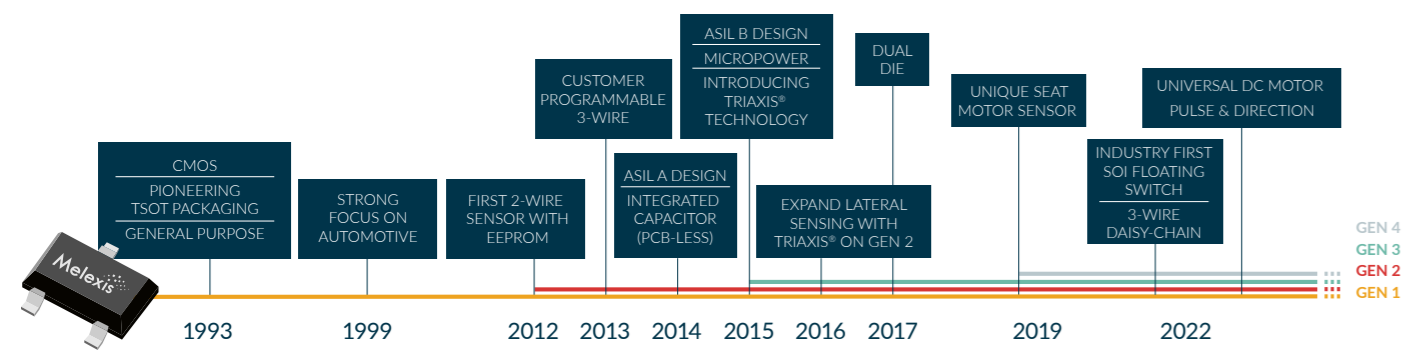 CMOS
PIONEERING
TSOT PACKAGING
GENERAL PURPOSE
STRONG
FOCUS ON
AUTOMOTIVE
FIRST 2-WIRE
SENSOR WITH
EEPROM
CUSTOMER
PROGRAMMABLE
3-WIRE
ASIL A DESIGN
INTEGRATED
CAPACITOR
(PCB-LESS)
ASIL B DESIGN
MICROPOWER
INTRODUCING
TRIAXIS®
TECHNOLOGY
EXPAND LATERAL
SENSING WITH
TRIAXIS® ON GEN 2
DUAL
DIE
UNIQUE SEAT
MOTOR SENSOR
INDUSTRY FIRST
SOI FLOATING
SWITCH
3-WIRE
DAISY-CHAIN
UNIVERSAL DC MOTOR
PULSE & DIRECTION
Melexis
GEN 4
GEN 3
GEN 2
GEN 1
1993
1999
2012
2013
2014
2015
2016
2017
2019
2022